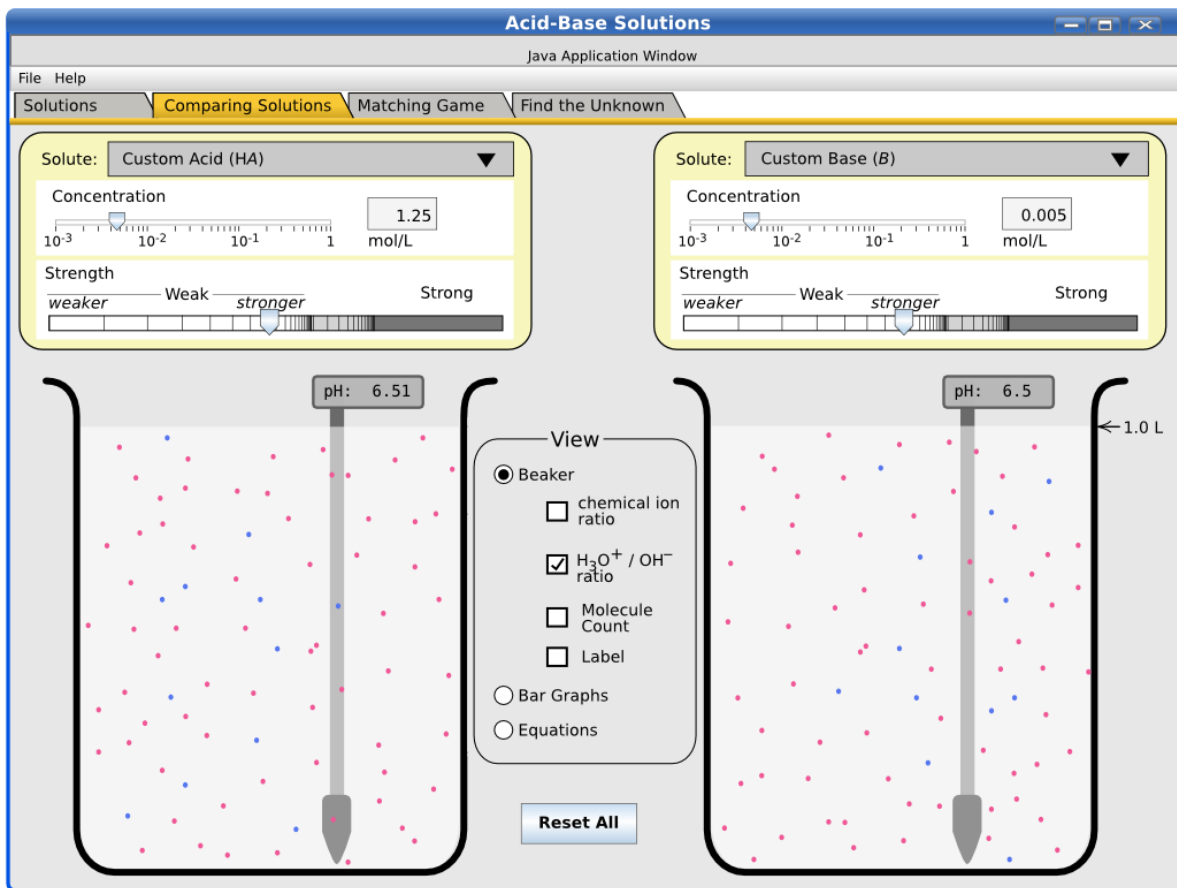 Acid-Base Solutions
Java Application Window
File Help
Solutions Comparing Solutions Matching Game Find the Unknown
Solute: Custom Acid (HA)
Concentration
1.25
10⁻³ 10⁻² 10⁻¹ 1 mol/L
Strength
weaker Weak stronger Strong
Solute: Custom Base (B)
Concentration
0.005
10⁻³ 10⁻² 10⁻¹ 1 mol/L
Strength
weaker Weak stronger Strong
pH: 6.51
pH: 6.5
1.0 L
View
Beaker
chemical ion
ratio
H₃O⁺ / OH⁻
ratio
Molecule
Count
Label
Bar Graphs
Equations
Reset All